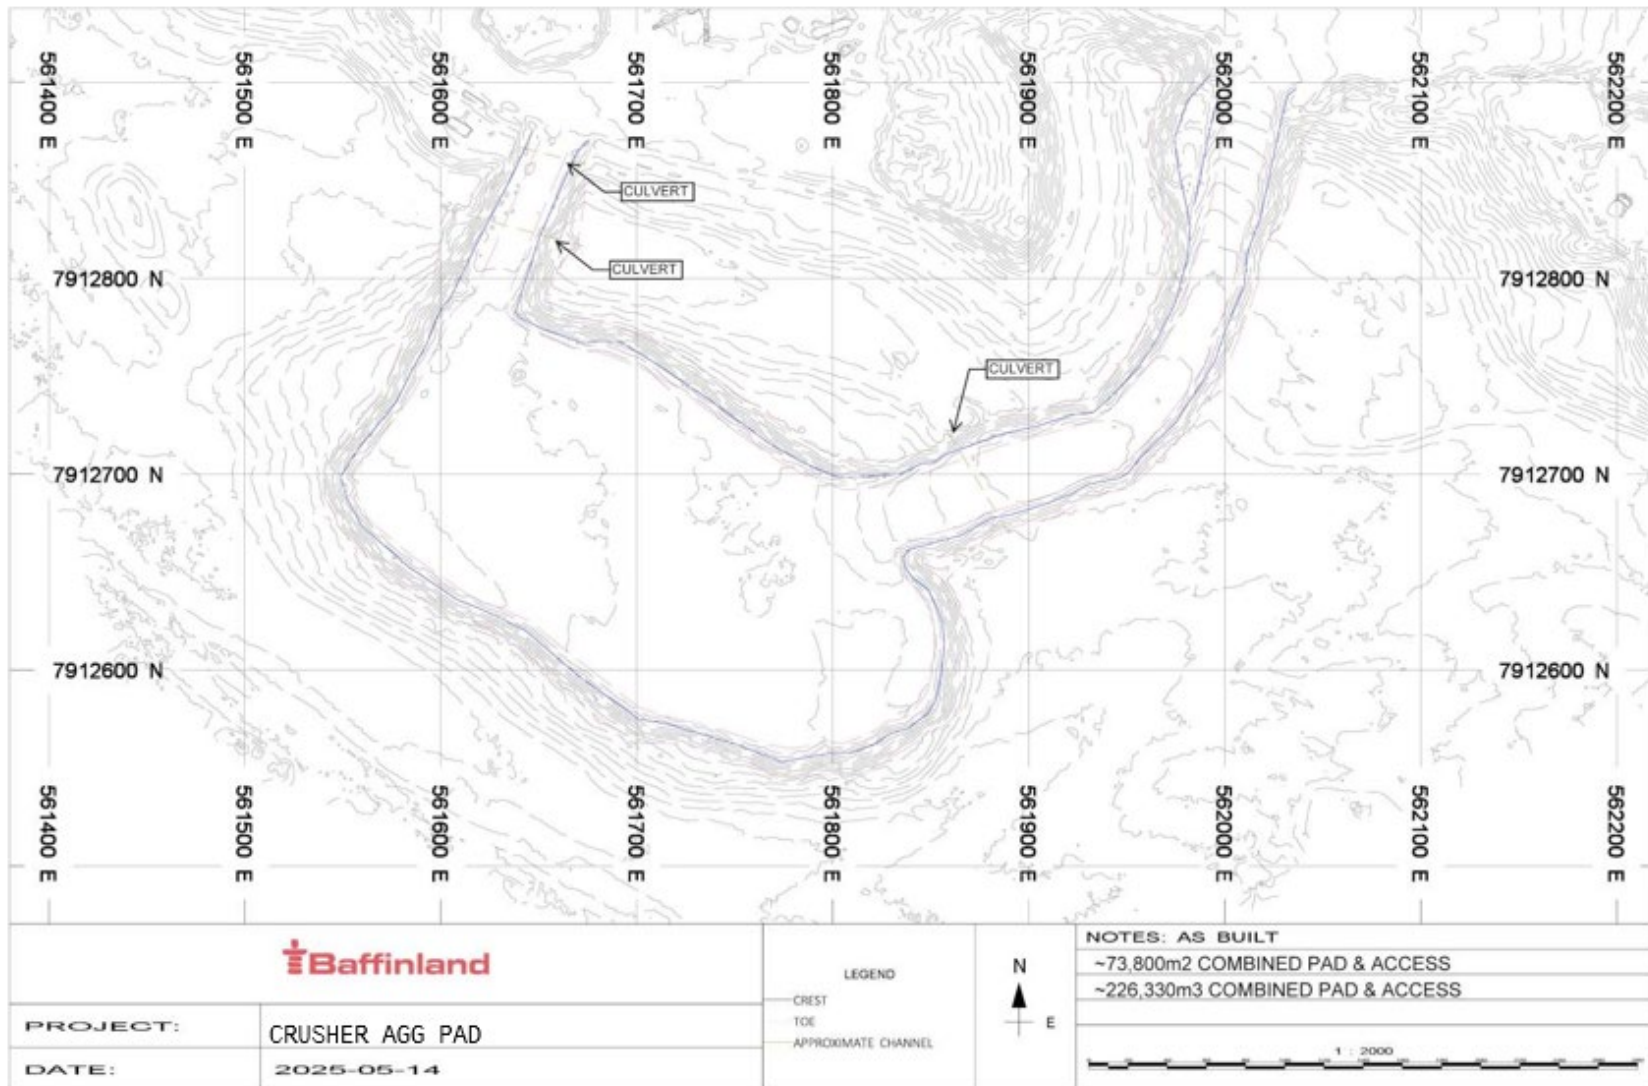 561400 E
561500 E
561600 E
561700 E
561800 E
561900 E
562000 E
562100 E
562200 E
CULVERT
CULVERT
7912800 N
7912800 N
CULVERT
7912700 N
7912700 N
7912600 N
7912600 N
561400 E
561500 E
561600 E
561700 E
561800 E
561900 E
562000 E
562100 E
562200 E
Baffinland
PROJECT: CRUSHER AGG PAD
DATE: 2025-05-14
LEGEND
CREST
TOE
APPROXIMATE CHANNEL
N
E
NOTES: AS BUILT
~73,800m2 COMBINED PAD & ACCESS
~226,330m3 COMBINED PAD & ACCESS
1 : 2000